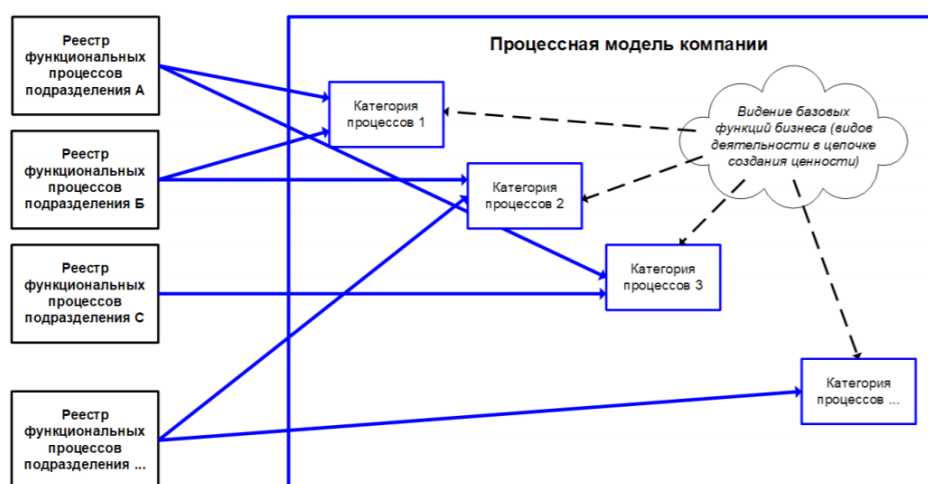 Реестр
функциональных
процессов
подразделения А
Реестр
функциональных
процессов
подразделения Б
Реестр
функциональных
процессов
подразделения С
Реестр
функциональных
процессов
подразделения ...
Процессная модель компании
Категория
процессов 1
Категория
процессов 2
Категория
процессов 3
Категория
процессов ...
Видение базовых
функций бизнеса (видов
деятельности в цепочке
создания ценности)